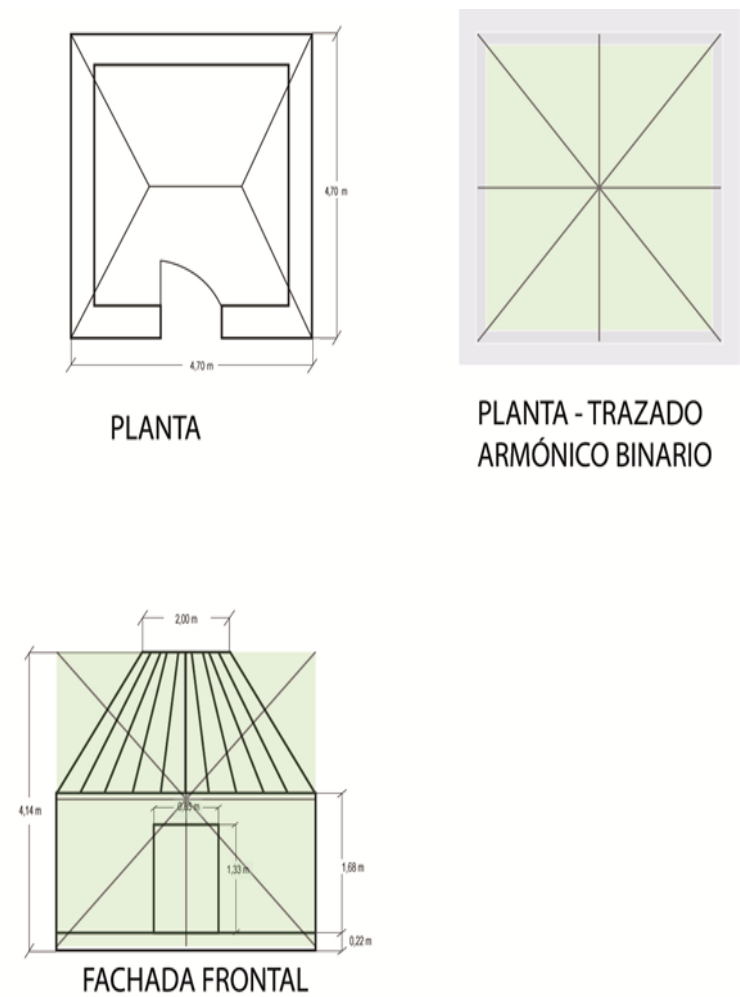 4,70 m
4,70 m
PLANTA
PLANTA - TRAZADO
ARMÓNICO BINARIO
2,00 m
4,14 m
1,33 m
1,68 m
0,22 m
FACHADA FRONTAL